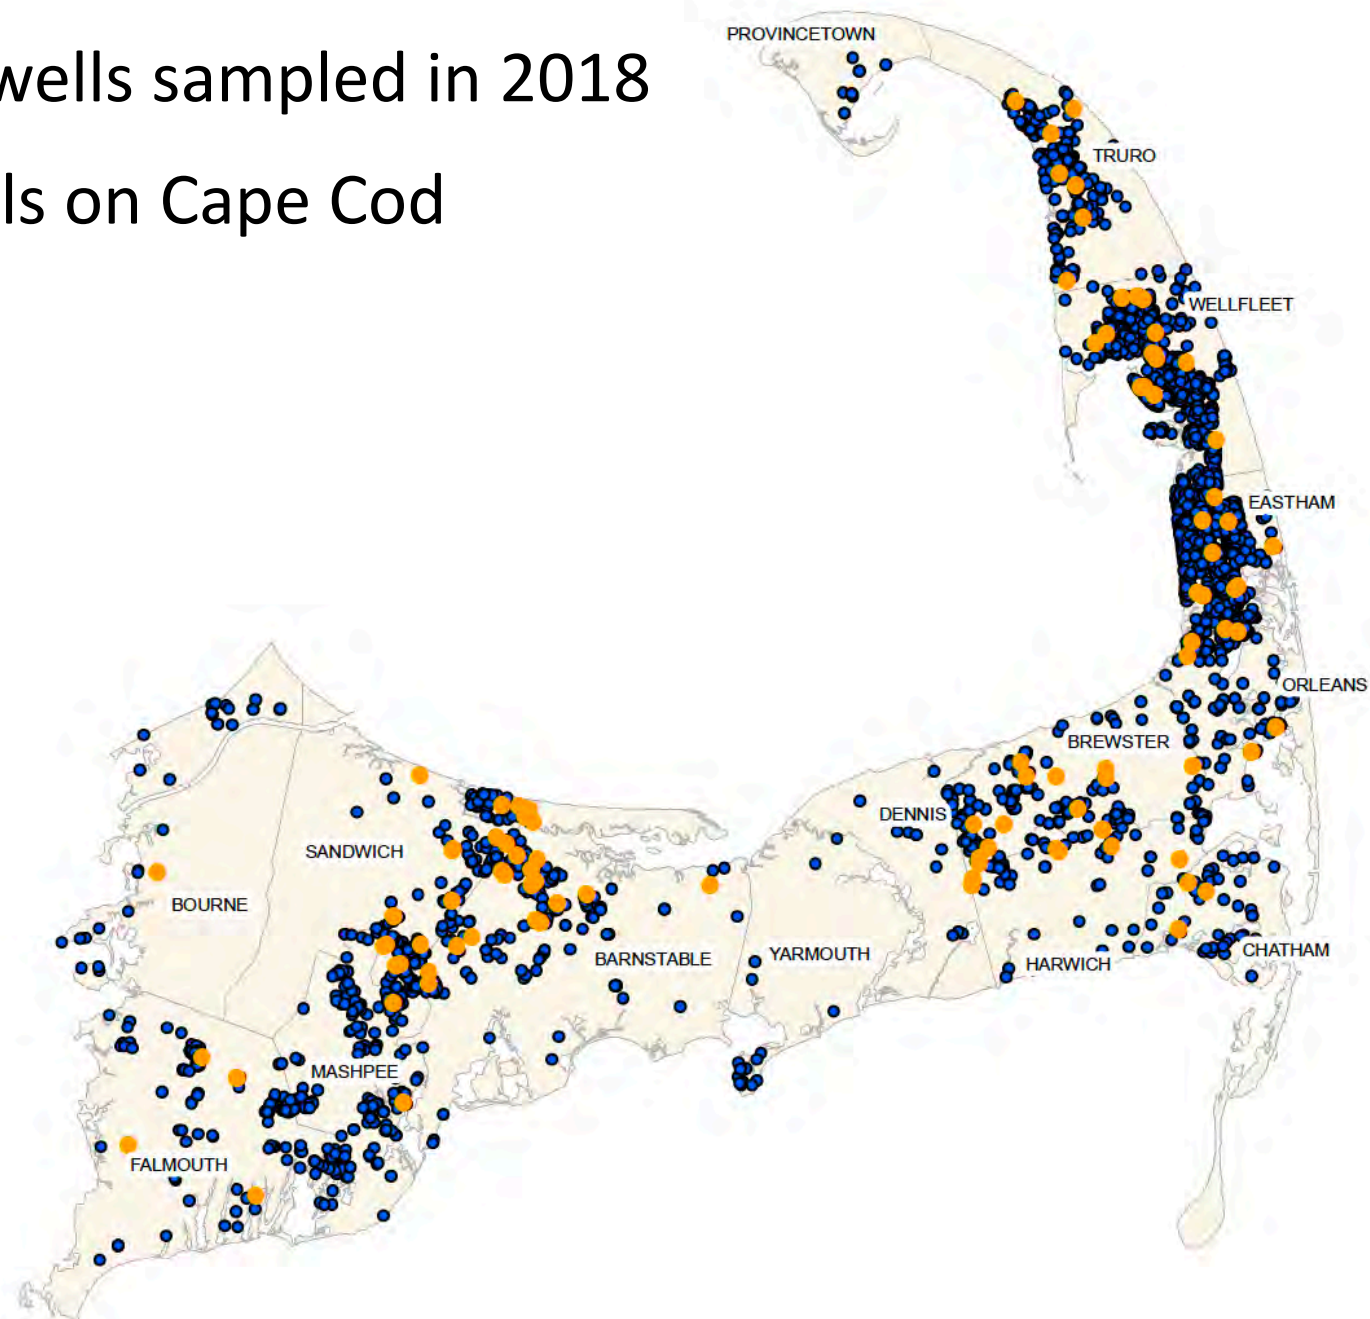 wells sampled in 2018
ls on Cape Cod
PROVINCETOWN
TRURO
WELLFLEET
EASTHAM
ORLEANS
BREWSTER
DENNIS
SANDWICH
BOURNE
BARNSTABLE
YARMOUTH
HARWICH
CHATHAM
MASHPEE
FALMOUTH